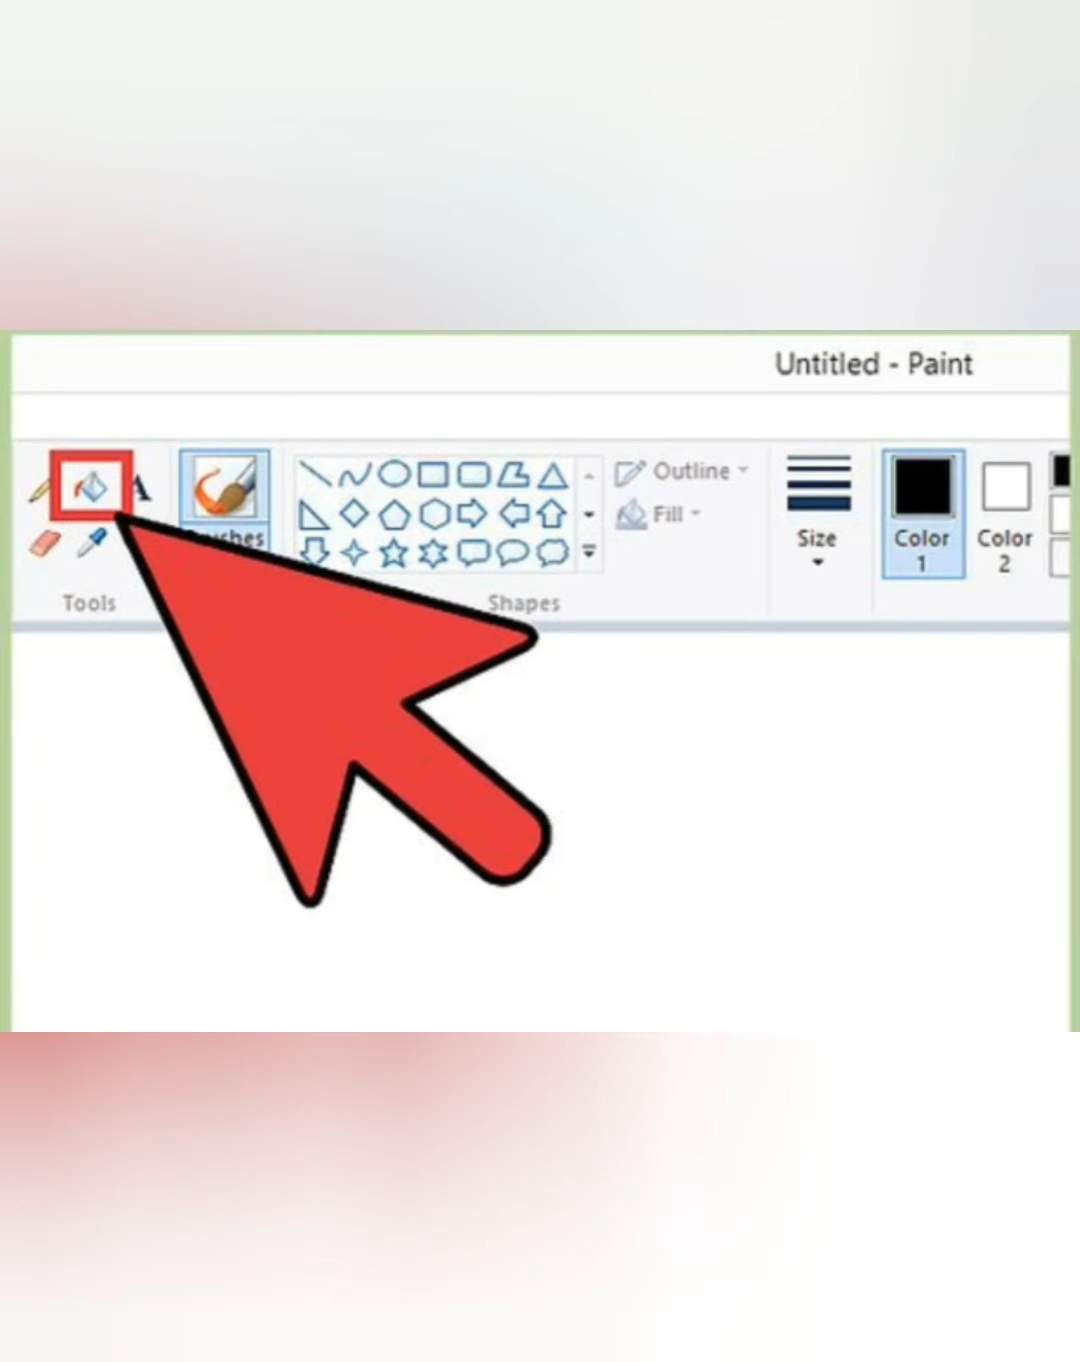 Untitled - Paint
A
Outline
Fill
Size
Color 1
Color 2
Tools
Shapes